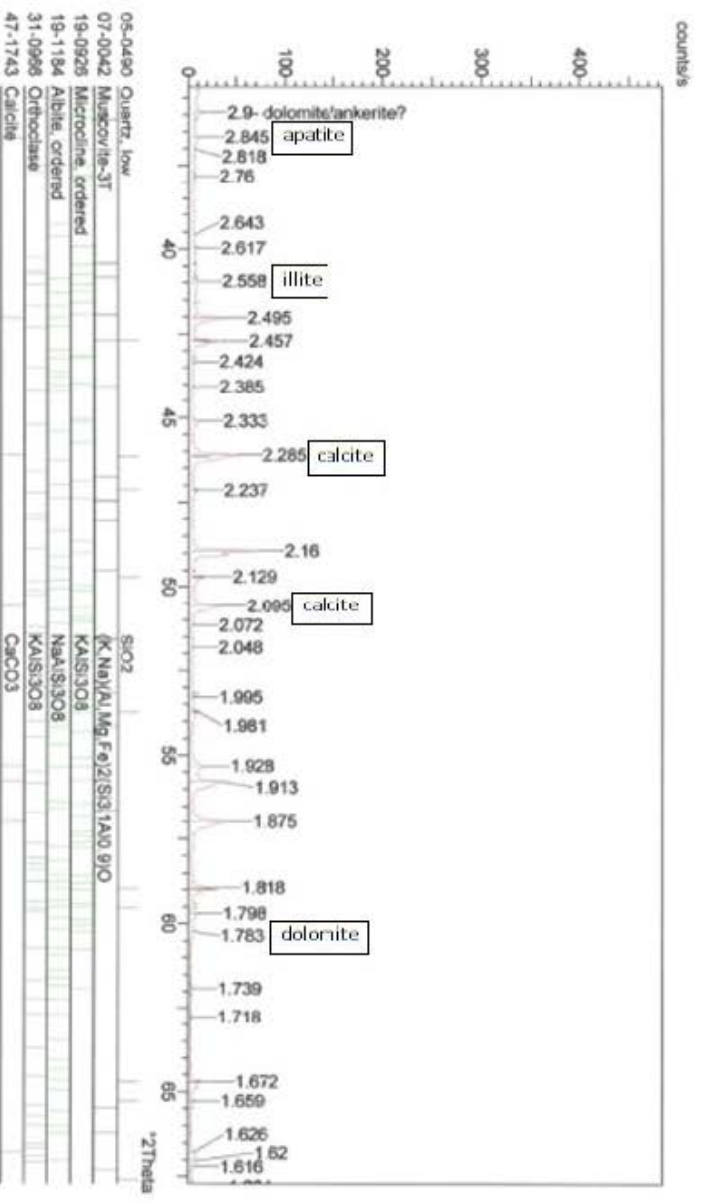 counts/s
0
100
200
300
400
2.9- dolomite/ankerite?
2.845 apatite
2.818
2.76
2.643
2.617
2.558 illite
2.495
2.457
2.424
2.385
2.333
2.285 calcite
2.237
2.16
2.129
2.095 calcite
2.072
2.048
1.995
1.981
1.928
1.913
1.875
1.818
1.798
1.783 dolomite
1.739
1.718
1.672
1.659
1.626
1.62
1.616
40
45
50
55
60
65
°2Theta
05-0490 Quartz, low SiO2
07-0042 Muscovite-3T (K,Na)(Al,Mg,Fe)2(Si3.1Al0.9)O
19-0926 Microcline, ordered KAlSi3O8
19-1184 Albite, ordered NaAlSi3O8
31-0966 Orthoclase KAlSi3O8
47-1743 Calcite CaCO3